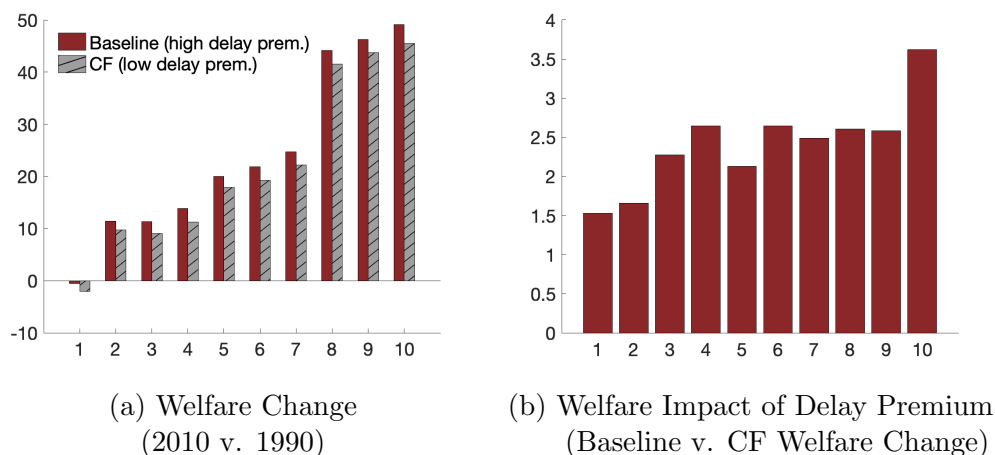 50
40
30
20
10
0
-10
Baseline (high delay prem.)
CF (low delay prem.)
1 2 3 4 5 6 7 8 9 10
(a) Welfare Change
(2010 v. 1990)
4
3.5
3
2.5
2
1.5
1
0.5
0
1 2 3 4 5 6 7 8 9 10
(b) Welfare Impact of Delay Premium
(Baseline v. CF Welfare Change)